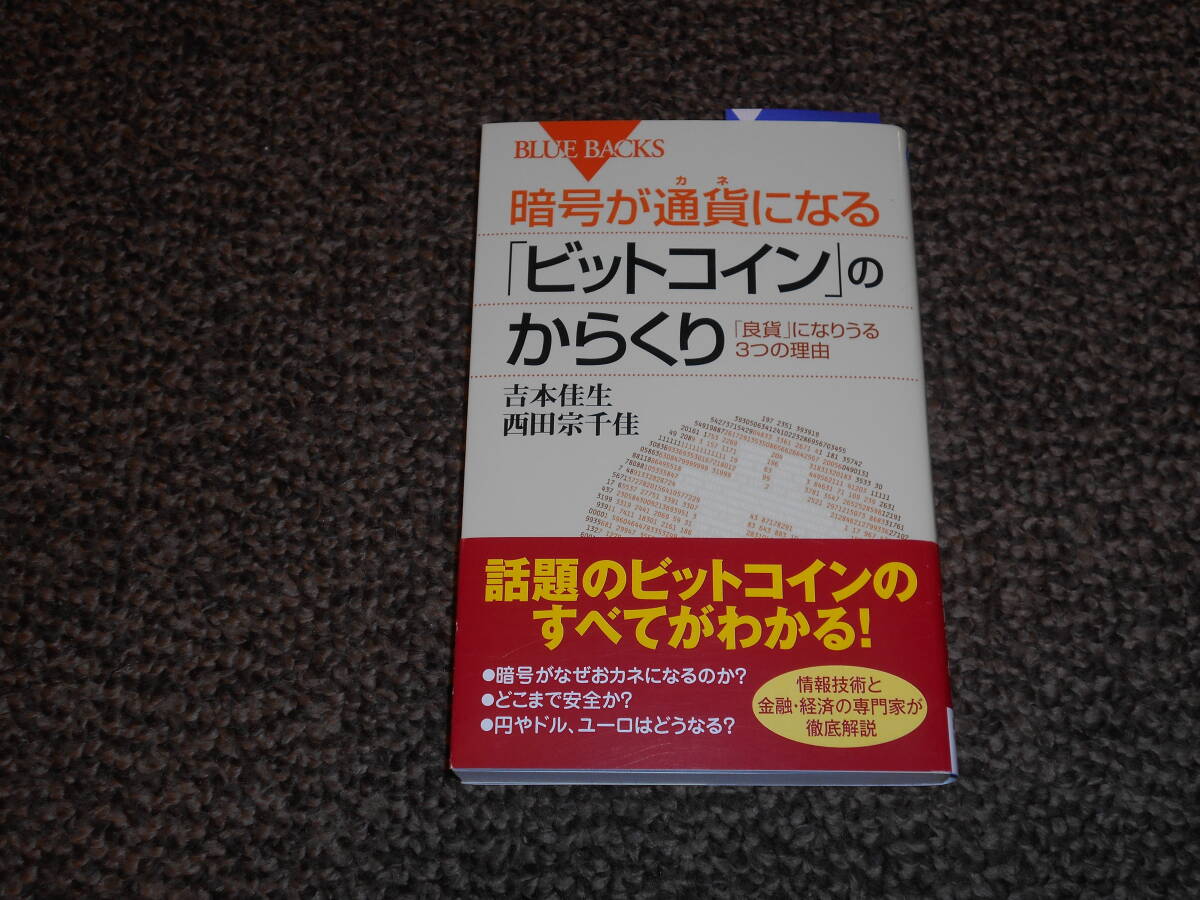 BLUE BACKS
カネ
暗号が通貨になる
「ビットコイン」の
からくり
「良貨」になりうる
3つの理由
吉本佳生
西田宗千佳
話題のビットコインの
すべてがわかる!
●暗号がなぜおカネになるのか?
●どこまで安全か?
●円やドル、ユーロはどうなる?
情報技術と
金融・経済の専門家が
徹底解説